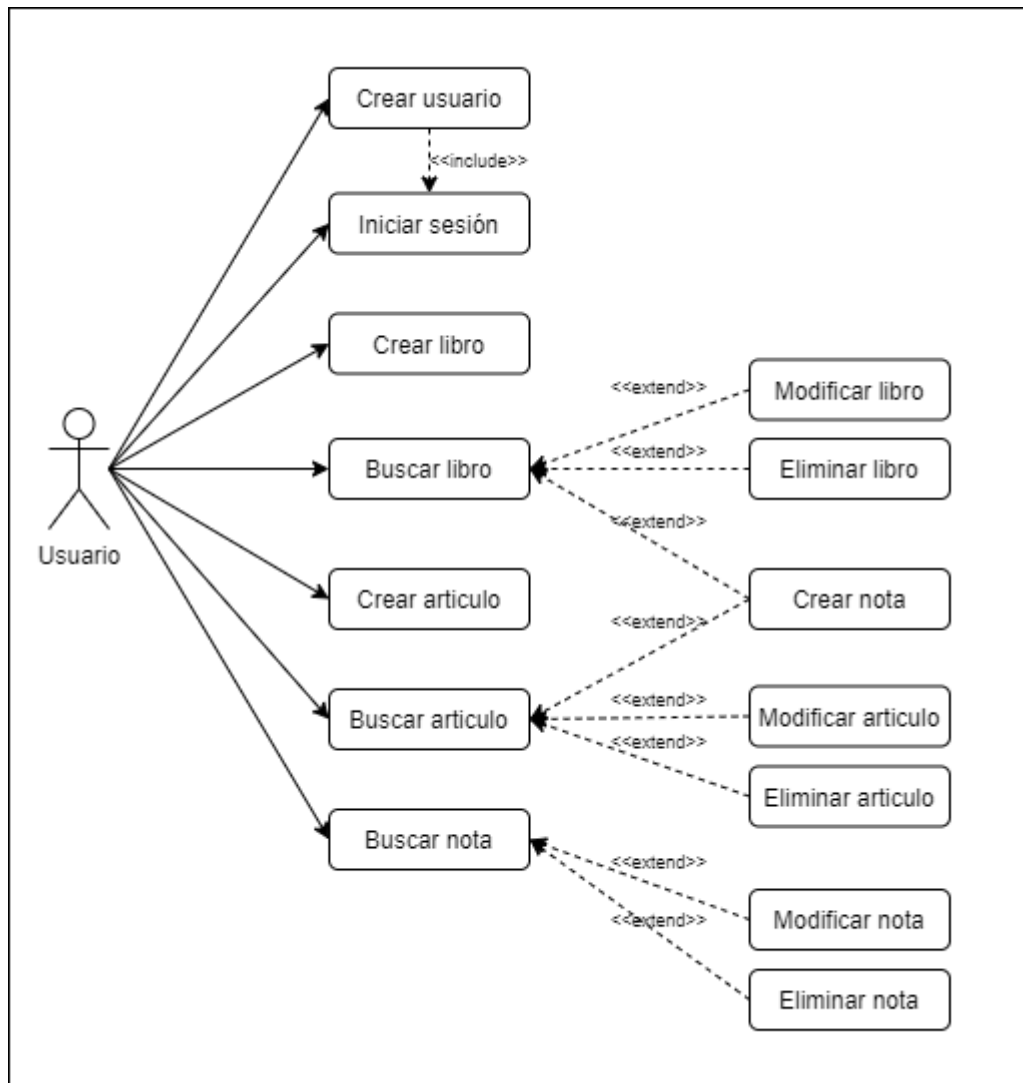 Crear usuario
<<include>>
Iniciar sesión
Crear libro
Modificar libro
<<extend>>
Buscar libro
<<extend>>
Eliminar libro
<<extend>>
Usuario
Crear articulo
Crear nota
<<extend>>
Buscar articulo
<<extend>>
Modificar articulo
<<extend>>
Eliminar articulo
Buscar nota
<<extend>>
Modificar nota
<<extend>>
Eliminar nota